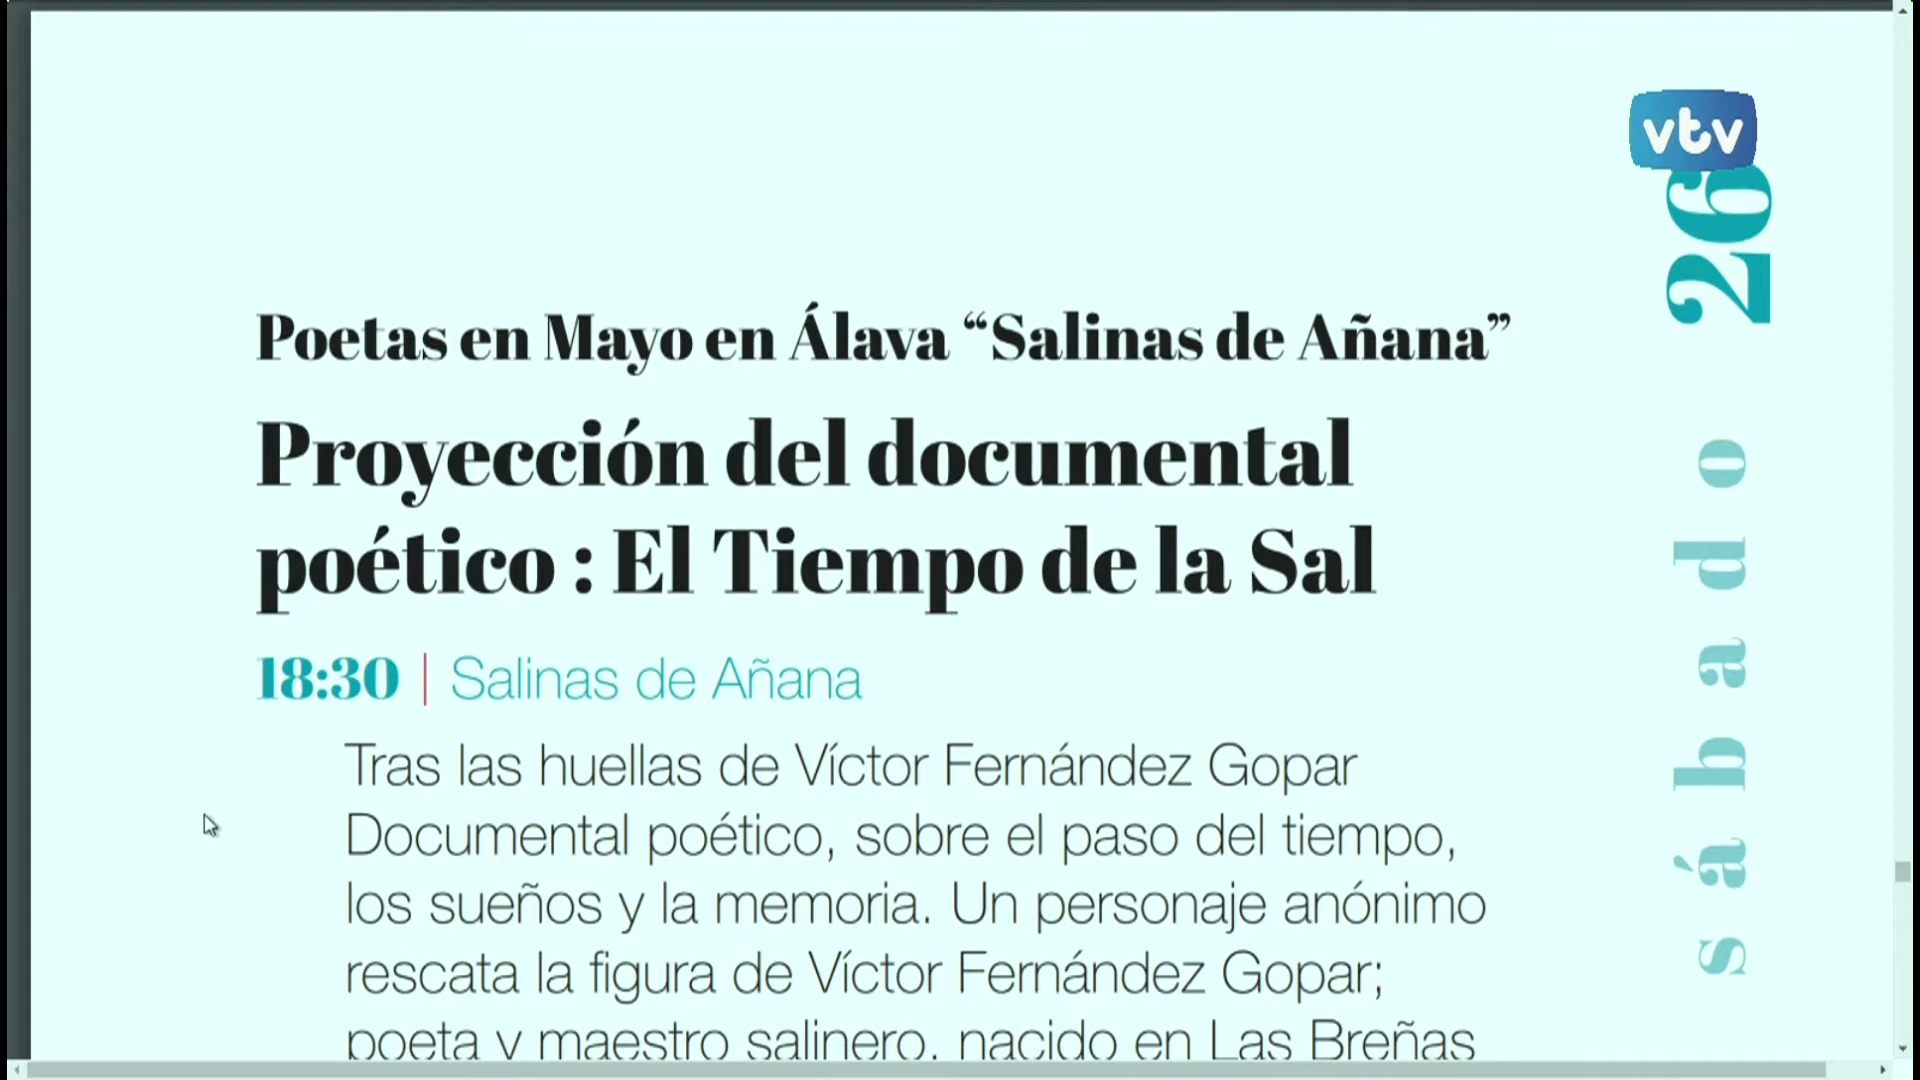 vtv
sábado 26
Poetas en Mayo en Álava “Salinas de Añana”
Proyección del documental
poético : El Tiempo de la Sal
18:30 | Salinas de Añana
Tras las huellas de Víctor Fernández Gopar
Documental poético, sobre el paso del tiempo,
los sueños y la memoria. Un personaje anónimo
rescata la figura de Víctor Fernández Gopar;
poeta y maestro salinero, nacido en Las Breñas